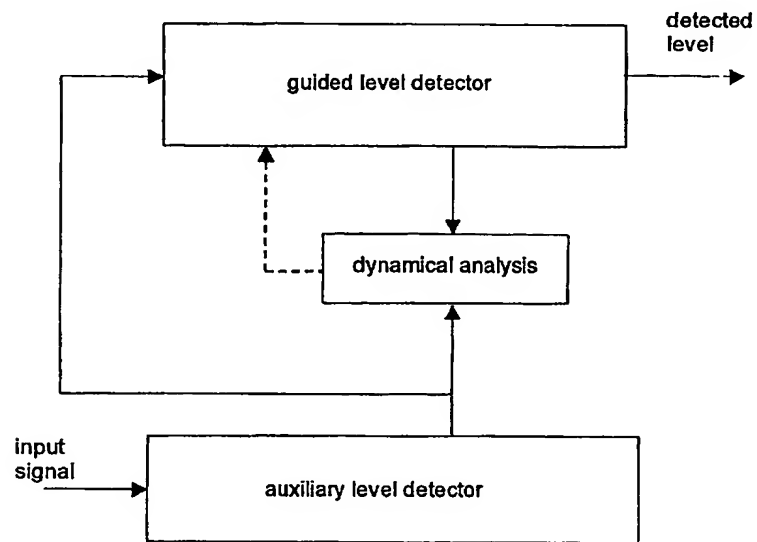 detected
level
guided level detector
dynamical analysis
input
signal
auxiliary level detector